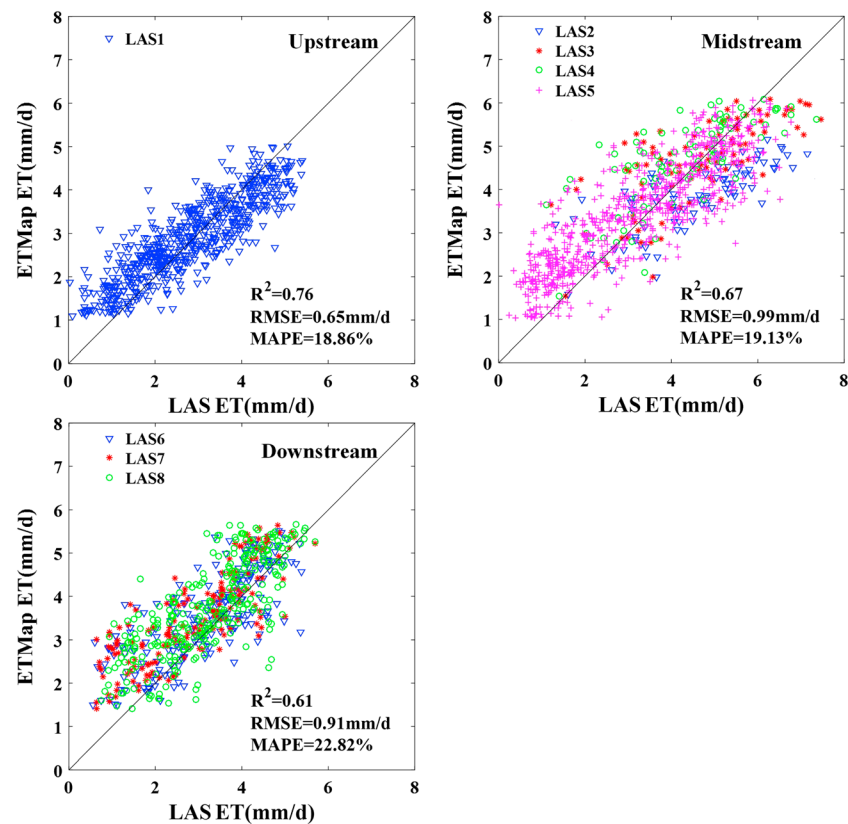 LAS1
Upstream
ETMap ET(mm/d)
8
7
6
5
4
3
2
1
0
R²=0.76
RMSE=0.65mm/d
MAPE=18.86%
0 2 4 6 8
LAS ET(mm/d)
LAS2
LAS3
LAS4
LAS5
Midstream
ETMap ET(mm/d)
8
7
6
5
4
3
2
1
0
R²=0.67
RMSE=0.99mm/d
MAPE=19.13%
0 2 4 6 8
LAS ET(mm/d)
LAS6
LAS7
LAS8
Downstream
ETMap ET(mm/d)
8
7
6
5
4
3
2
1
0
R²=0.61
RMSE=0.91mm/d
MAPE=22.82%
0 2 4 6 8
LAS ET(mm/d)